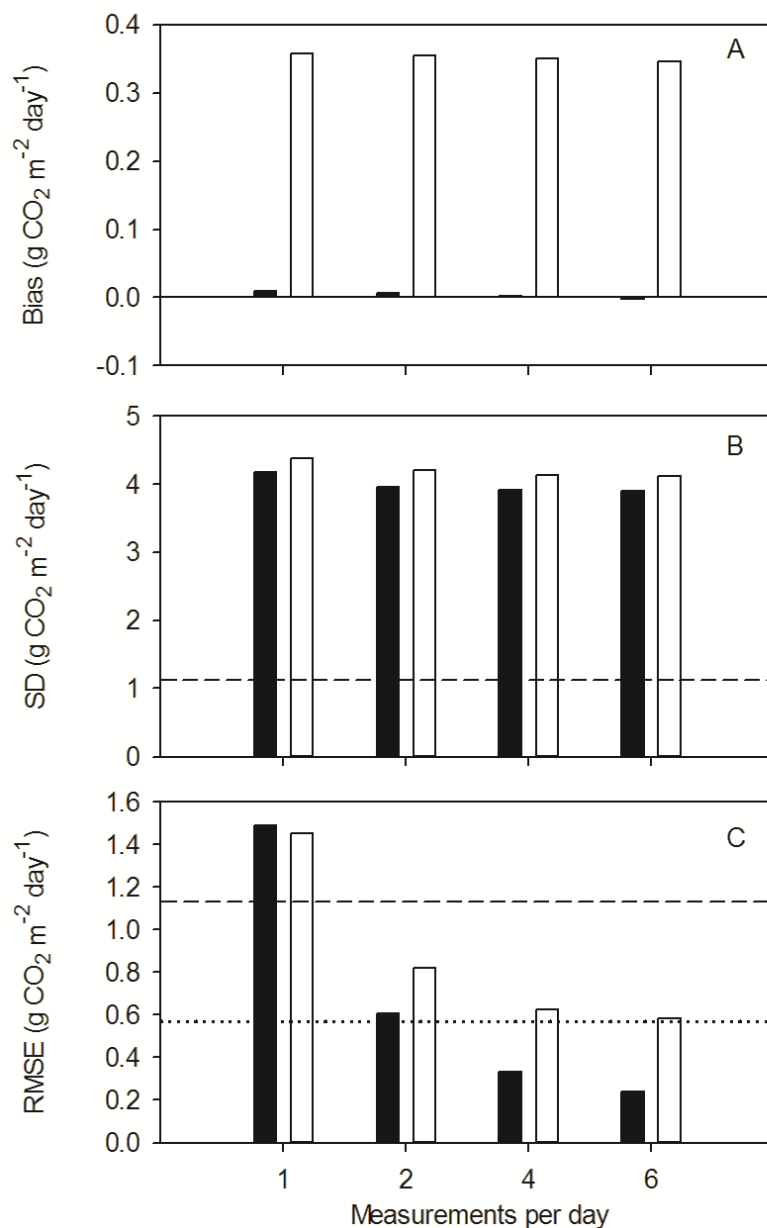 A
Bias (g CO2 m-2 day-1)
0.4
0.3
0.2
0.1
0.0
-0.1
B
SD (g CO2 m-2 day-1)
5
4
3
2
1
0
C
RMSE (g CO2 m-2 day-1)
1.6
1.4
1.2
1.0
0.8
0.6
0.4
0.2
0.0
1 2 4 6
Measurements per day